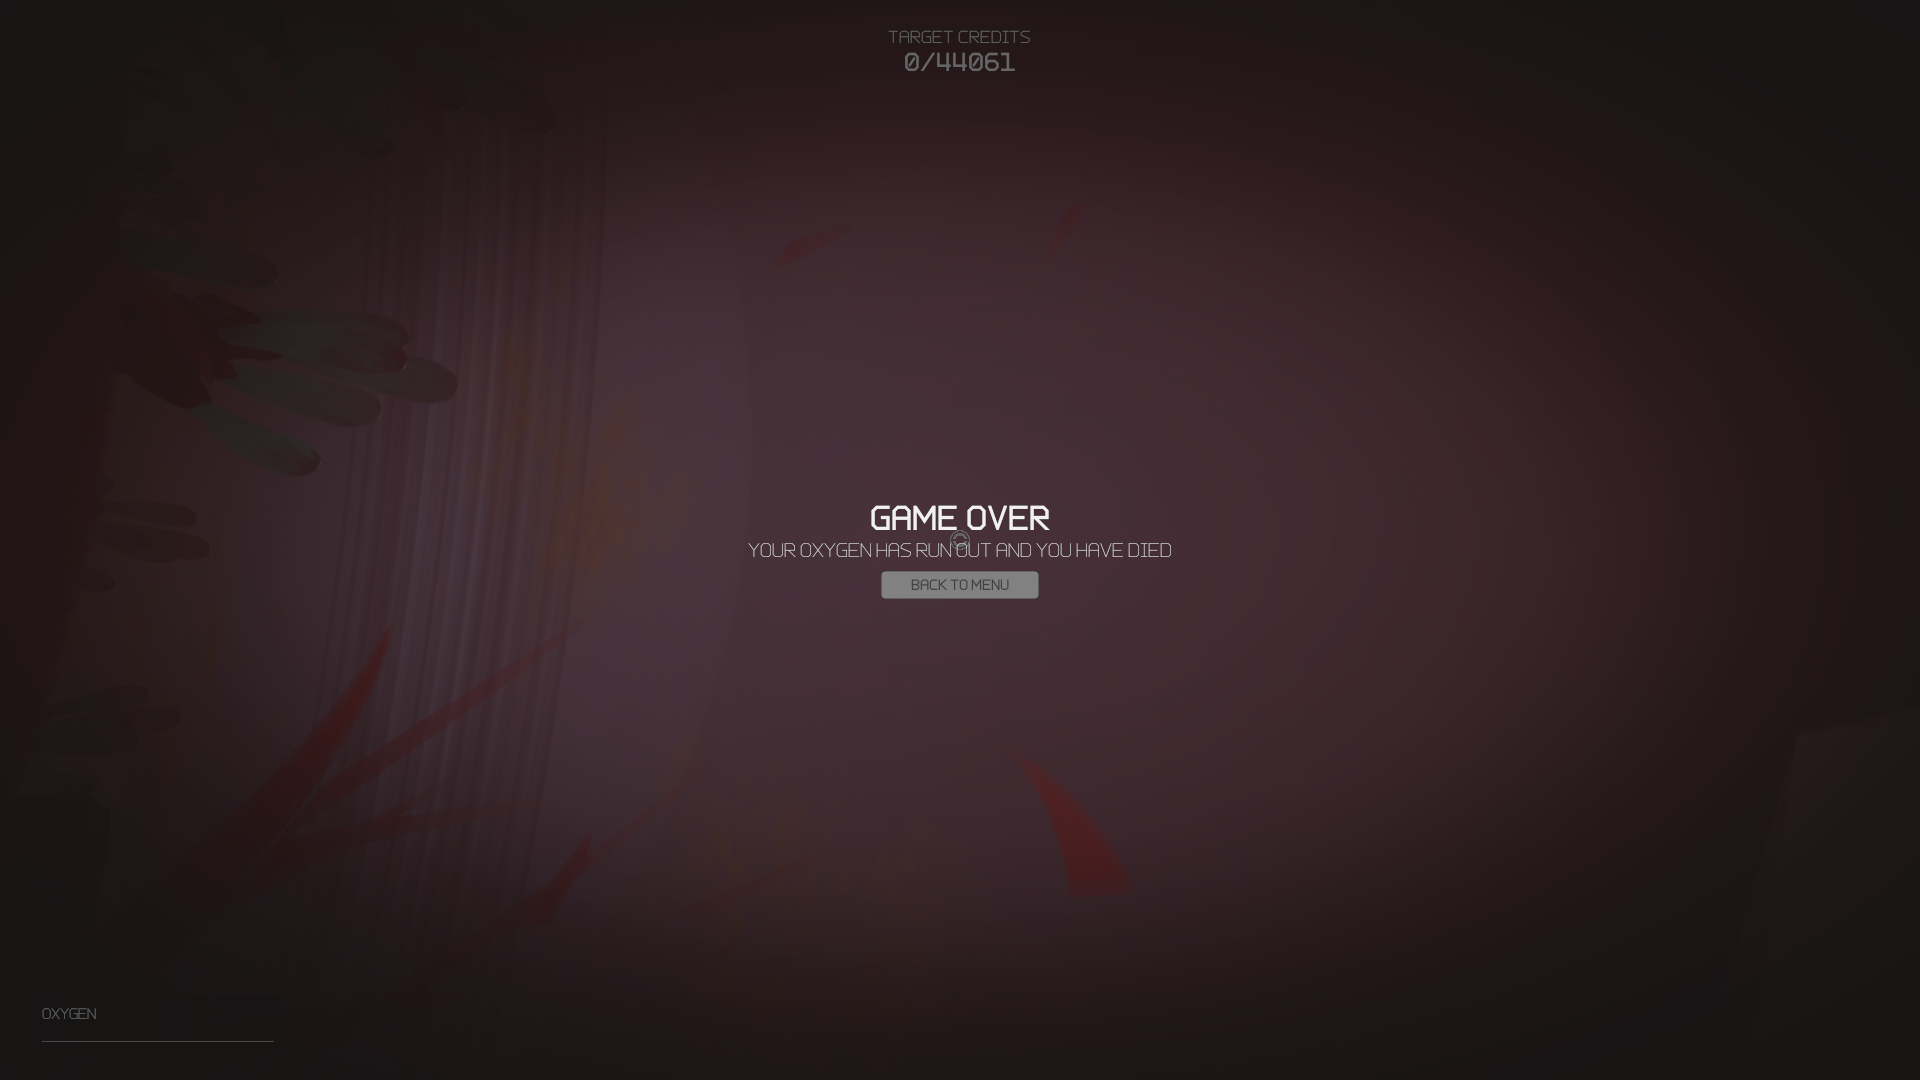 TARGET CREDITS
0/44061
GAME OVER
YOUR OXYGEN HAS RUN OUT AND YOU HAVE DIED
BACK TO MENU
OXYGEN